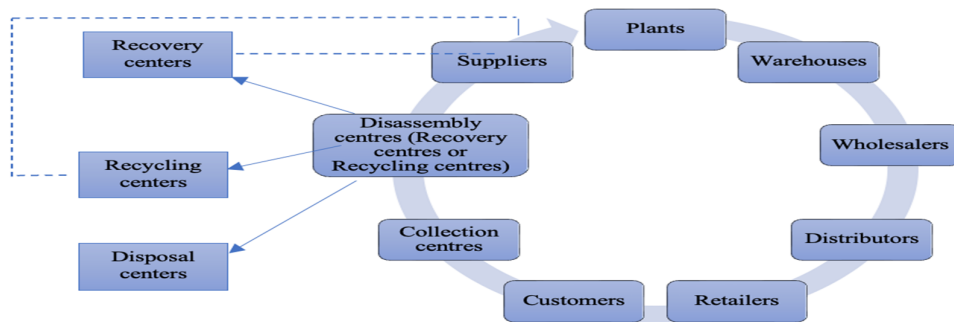 Plants
Suppliers
Warehouses
Recovery
centers
Disassembly
centres (Recovery
centres or
Recycling centres)
Wholesalers
Recycling
centers
Collection
centres
Distributors
Disposal
centers
Customers
Retailers